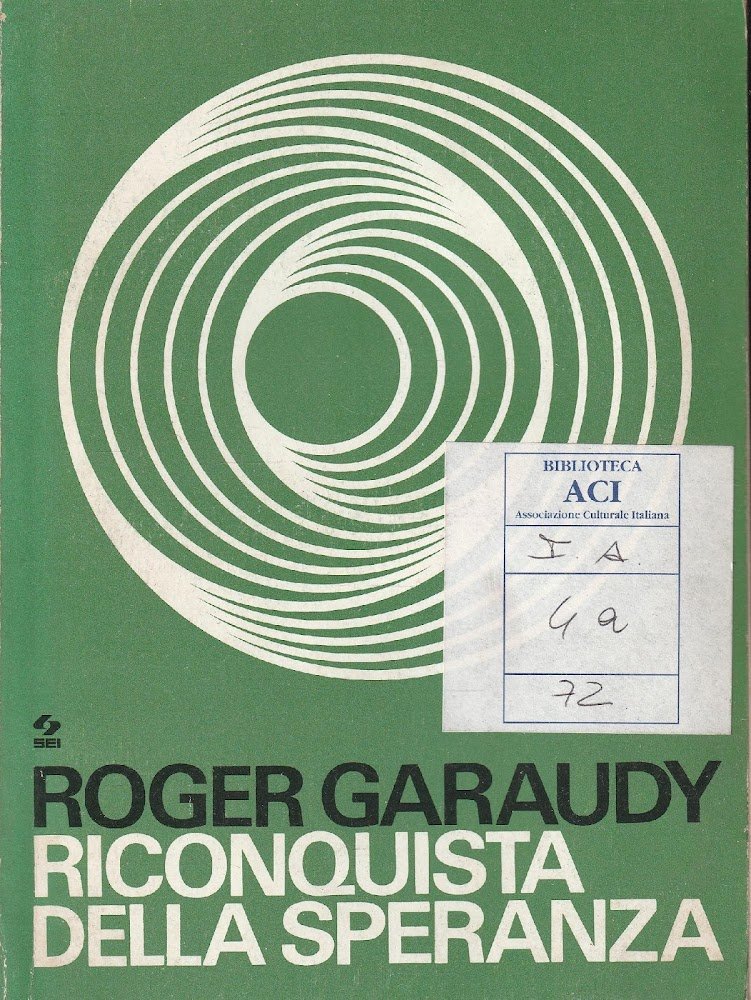 BIBLIOTECA
ACI
Associazione Culturale Italiana
I. A.
4 a
72
SEI
ROGER GARAUDY
RICONQUISTA
DELLA SPERANZA